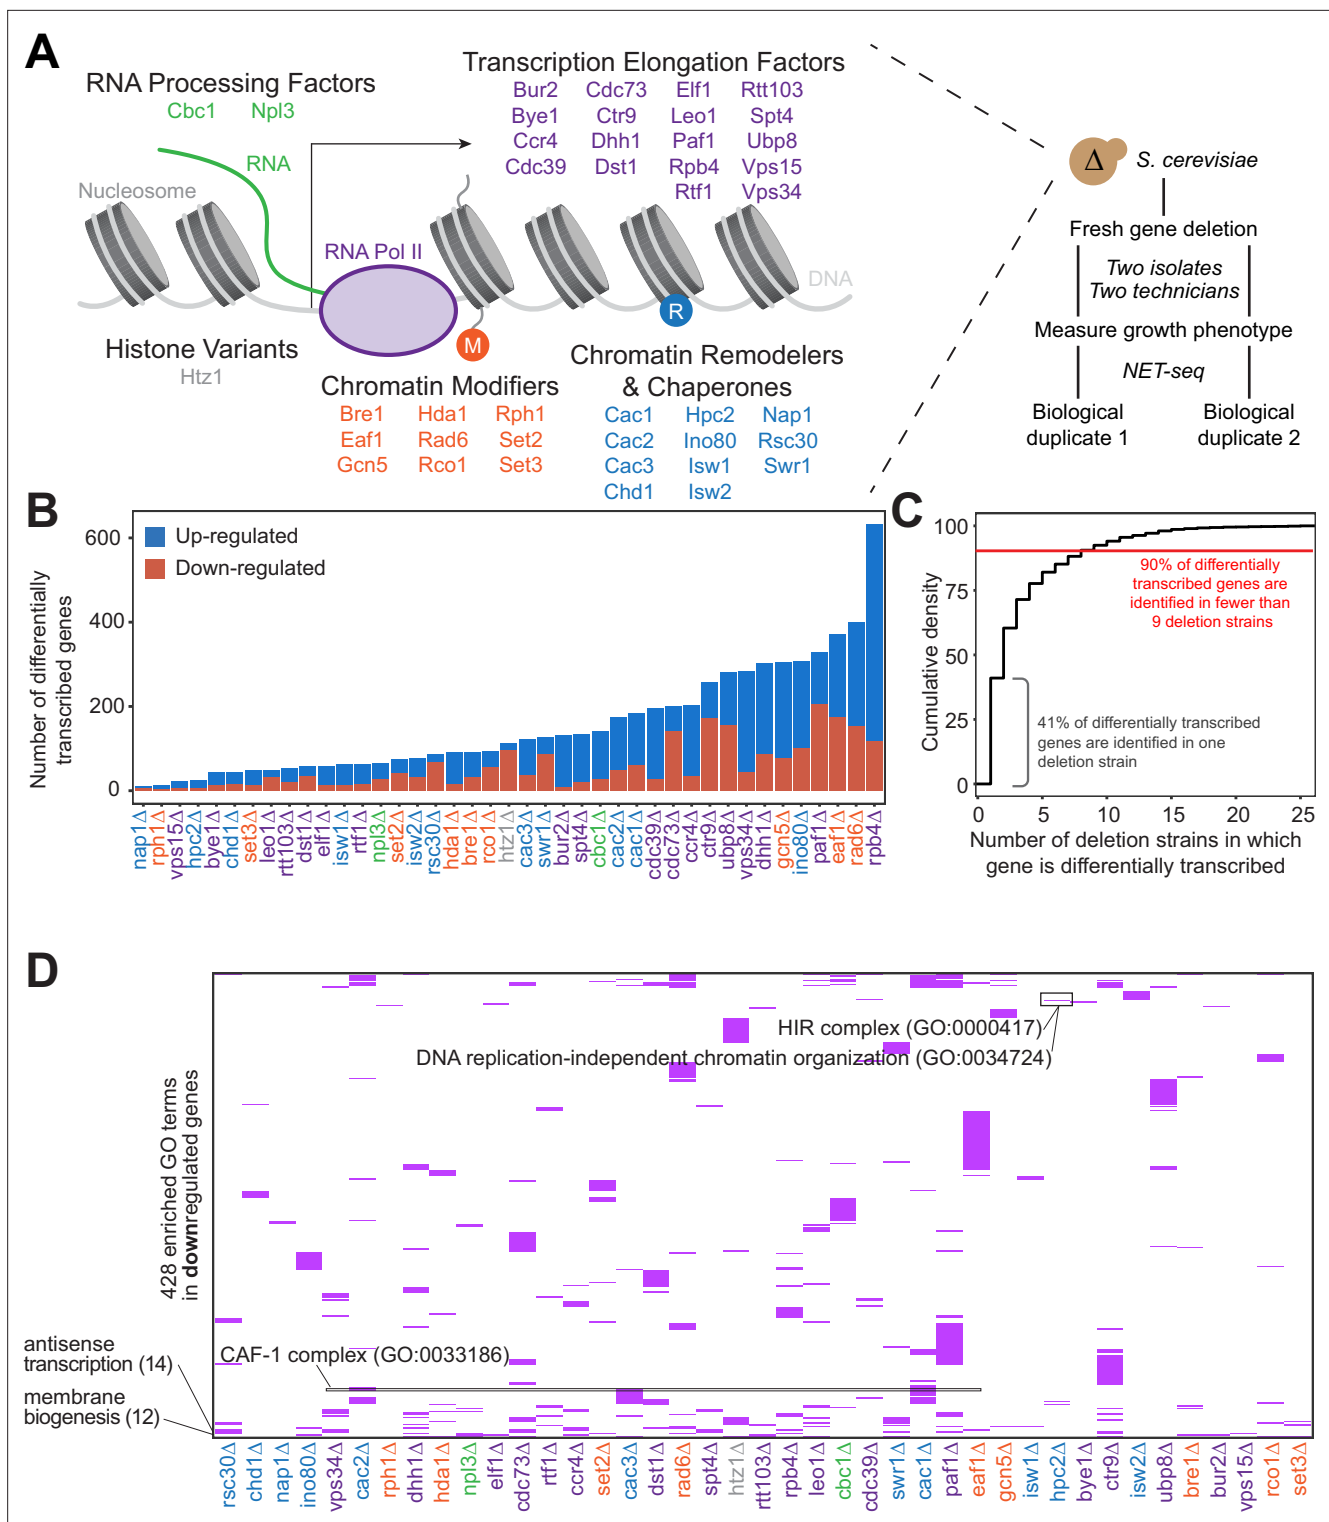 A
RNA Processing Factors
Cbc1 Npl3
RNA
Nucleosome
RNA Pol II
Transcription Elongation Factors
Bur2 Cdc73 Elf1 Rtt103
Bye1 Ctr9 Leo1 Spt4
Ccr4 Dhh1 Paf1 Ubp8
Cdc39 Dst1 Rpb4 Vps15
Rtf1 Vps34
DNA
R
M
Histone Variants
Htz1
Chromatin Modifiers
Bre1 Hda1 Rph1
Eaf1 Rad6 Set2
Gcn5 Rco1 Set3
Chromatin Remodelers
& Chaperones
Cac1 Hpc2 Nap1
Cac2 Ino80 Rsc30
Cac3 Isw1 Swr1
Chd1 Isw2
Δ
S. cerevisiae
Fresh gene deletion
Two isolates
Two technicians
Measure growth phenotype
NET-seq
Biological
duplicate 1
Biological
duplicate 2
B
Number of differentially
transcribed genes
600
400
200
0
Up-regulated
Down-regulated
nap1Δ
rph1Δ
vps15Δ
hpc2Δ
bye1Δ
chd1Δ
set3Δ
leo1Δ
rtt103Δ
dst1Δ
elf1Δ
isw1Δ
rtf1Δ
npl3Δ
set2Δ
isw2Δ
rsc30Δ
hda1Δ
bre1Δ
rco1Δ
htz1Δ
cac3Δ
swr1Δ
bur2Δ
spt4Δ
cbc1Δ
cac2Δ
cac1Δ
cdc39Δ
cdc73Δ
ccr4Δ
ctr9Δ
ubp8Δ
vps34Δ
dhh1Δ
gcn5Δ
ino80Δ
paf1Δ
eaf1Δ
rad6Δ
rpb4Δ
C
Cumulative density
100
75
50
25
0
90% of differentially
transcribed genes are
identified in fewer than
9 deletion strains
41% of differentially transcribed
genes are identified in one
deletion strain
0 5 10 15 20 25
Number of deletion strains in which
gene is differentially transcribed
D
428 enriched GO terms
in downregulated genes
HIR complex (GO:0000417)
DNA replication-independent chromatin organization (GO:0034724)
CAF-1 complex (GO:0033186)
antisense
transcription (14)
membrane
biogenesis (12)
rsc30Δ
chd1Δ
nap1Δ
ino80Δ
vps34Δ
cac2Δ
rph1Δ
dhh1Δ
hda1Δ
npl3Δ
elf1Δ
cdc73Δ
rtf1Δ
ccr4Δ
set2Δ
cac3Δ
dst1Δ
rad6Δ
spt4Δ
htz1Δ
rtt103Δ
rpb4Δ
leo1Δ
cbc1Δ
cdc39Δ
swr1Δ
cac1Δ
paf1Δ
eaf1Δ
gcn5Δ
isw1Δ
hpc2Δ
bye1Δ
ctr9Δ
isw2Δ
ubp8Δ
bre1Δ
bur2Δ
vps15Δ
rco1Δ
set3Δ